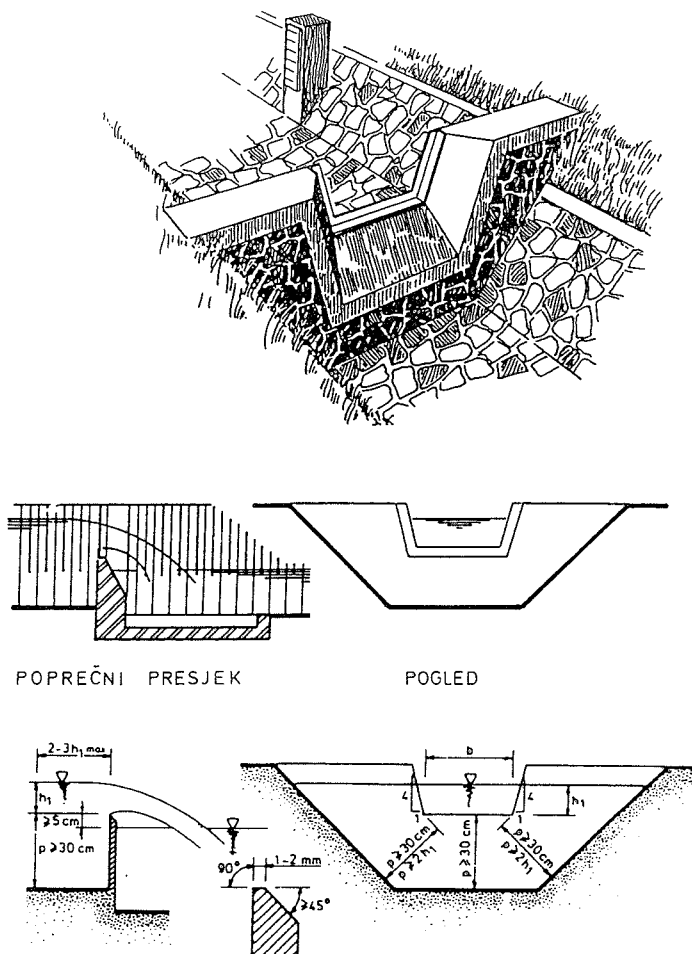 POPREČNI PRESJEK
POGLED
2-3h₁ max
h₁
≥5 cm
p≥30 cm
90°
1-2 mm
≥45°
b
4
1
4
1
h₁
p≥30 cm
p≥2h₁
p≥30 cm
p≥30 cm
p≥2h₁